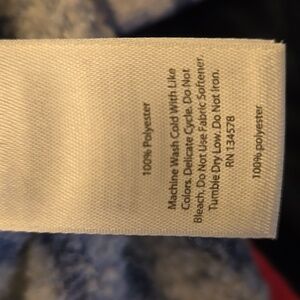 100% Polyester
Machine Wash Cold With Like
Colors. Delicate Cycle. Do Not
Bleach. Do Not Use Fabric Softener.
Tumble Dry Low. Do Not Iron.
RN 134578
100% polyester